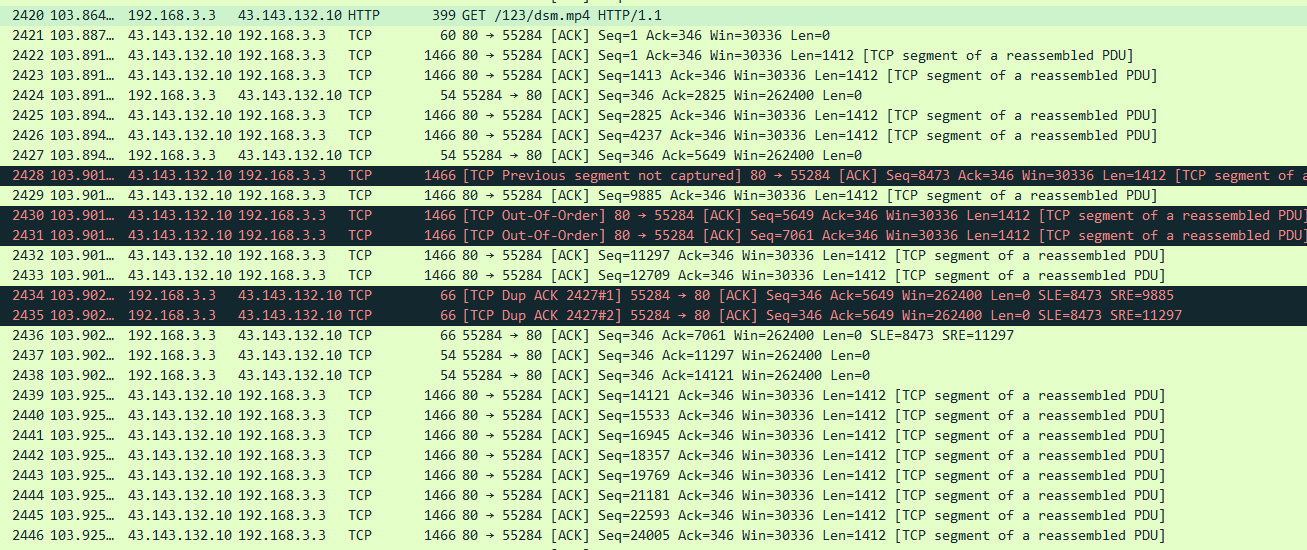 2420 103.864… 192.168.3.3 43.143.132.10 HTTP 399 GET /123/dsm.mp4 HTTP/1.1
2421 103.887… 43.143.132.10 192.168.3.3 TCP 60 80 → 55284 [ACK] Seq=1 Ack=346 Win=30336 Len=0
2422 103.891… 43.143.132.10 192.168.3.3 TCP 1466 80 → 55284 [ACK] Seq=1 Ack=346 Win=30336 Len=1412 [TCP segment of a reassembled PDU]
2423 103.891… 43.143.132.10 192.168.3.3 TCP 1466 80 → 55284 [ACK] Seq=1413 Ack=346 Win=30336 Len=1412 [TCP segment of a reassembled PDU]
2424 103.891… 192.168.3.3 43.143.132.10 TCP 54 55284 → 80 [ACK] Seq=346 Ack=2825 Win=262400 Len=0
2425 103.894… 43.143.132.10 192.168.3.3 TCP 1466 80 → 55284 [ACK] Seq=2825 Ack=346 Win=30336 Len=1412 [TCP segment of a reassembled PDU]
2426 103.894… 43.143.132.10 192.168.3.3 TCP 1466 80 → 55284 [ACK] Seq=4237 Ack=346 Win=30336 Len=1412 [TCP segment of a reassembled PDU]
2427 103.894… 192.168.3.3 43.143.132.10 TCP 54 55284 → 80 [ACK] Seq=346 Ack=5649 Win=262400 Len=0
2428 103.901… 43.143.132.10 192.168.3.3 TCP 1466 [TCP Previous segment not captured] 80 → 55284 [ACK] Seq=8473 Ack=346 Win=30336 Len=1412 [TCP segment of a
2429 103.901… 43.143.132.10 192.168.3.3 TCP 1466 80 → 55284 [ACK] Seq=9885 Ack=346 Win=30336 Len=1412 [TCP segment of a reassembled PDU]
2430 103.901… 43.143.132.10 192.168.3.3 TCP 1466 [TCP Out-Of-Order] 80 → 55284 [ACK] Seq=5649 Ack=346 Win=30336 Len=1412 [TCP segment of a reassembled PDU]
2431 103.901… 43.143.132.10 192.168.3.3 TCP 1466 [TCP Out-Of-Order] 80 → 55284 [ACK] Seq=7061 Ack=346 Win=30336 Len=1412 [TCP segment of a reassembled PDU]
2432 103.901… 43.143.132.10 192.168.3.3 TCP 1466 80 → 55284 [ACK] Seq=11297 Ack=346 Win=30336 Len=1412 [TCP segment of a reassembled PDU]
2433 103.901… 43.143.132.10 192.168.3.3 TCP 1466 80 → 55284 [ACK] Seq=12709 Ack=346 Win=30336 Len=1412 [TCP segment of a reassembled PDU]
2434 103.902… 192.168.3.3 43.143.132.10 TCP 66 [TCP Dup ACK 2427#1] 55284 → 80 [ACK] Seq=346 Ack=5649 Win=262400 Len=0 SLE=8473 SRE=9885
2435 103.902… 192.168.3.3 43.143.132.10 TCP 66 [TCP Dup ACK 2427#2] 55284 → 80 [ACK] Seq=346 Ack=5649 Win=262400 Len=0 SLE=8473 SRE=11297
2436 103.902… 192.168.3.3 43.143.132.10 TCP 66 55284 → 80 [ACK] Seq=346 Ack=7061 Win=262400 Len=0 SLE=8473 SRE=11297
2437 103.902… 192.168.3.3 43.143.132.10 TCP 54 55284 → 80 [ACK] Seq=346 Ack=11297 Win=262400 Len=0
2438 103.902… 192.168.3.3 43.143.132.10 TCP 54 55284 → 80 [ACK] Seq=346 Ack=14121 Win=262400 Len=0
2439 103.925… 43.143.132.10 192.168.3.3 TCP 1466 80 → 55284 [ACK] Seq=14121 Ack=346 Win=30336 Len=1412 [TCP segment of a reassembled PDU]
2440 103.925… 43.143.132.10 192.168.3.3 TCP 1466 80 → 55284 [ACK] Seq=15533 Ack=346 Win=30336 Len=1412 [TCP segment of a reassembled PDU]
2441 103.925… 43.143.132.10 192.168.3.3 TCP 1466 80 → 55284 [ACK] Seq=16945 Ack=346 Win=30336 Len=1412 [TCP segment of a reassembled PDU]
2442 103.925… 43.143.132.10 192.168.3.3 TCP 1466 80 → 55284 [ACK] Seq=18357 Ack=346 Win=30336 Len=1412 [TCP segment of a reassembled PDU]
2443 103.925… 43.143.132.10 192.168.3.3 TCP 1466 80 → 55284 [ACK] Seq=19769 Ack=346 Win=30336 Len=1412 [TCP segment of a reassembled PDU]
2444 103.925… 43.143.132.10 192.168.3.3 TCP 1466 80 → 55284 [ACK] Seq=21181 Ack=346 Win=30336 Len=1412 [TCP segment of a reassembled PDU]
2445 103.925… 43.143.132.10 192.168.3.3 TCP 1466 80 → 55284 [ACK] Seq=22593 Ack=346 Win=30336 Len=1412 [TCP segment of a reassembled PDU]
2446 103.925… 43.143.132.10 192.168.3.3 TCP 1466 80 → 55284 [ACK] Seq=24005 Ack=346 Win=30336 Len=1412 [TCP segment of a reassembled PDU]